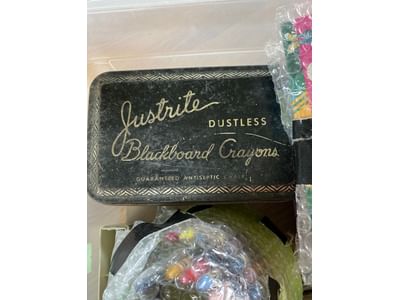 Justrite
DUSTLESS
Blackboard Crayons
GUARANTEED ANTISEPTIC CHALK